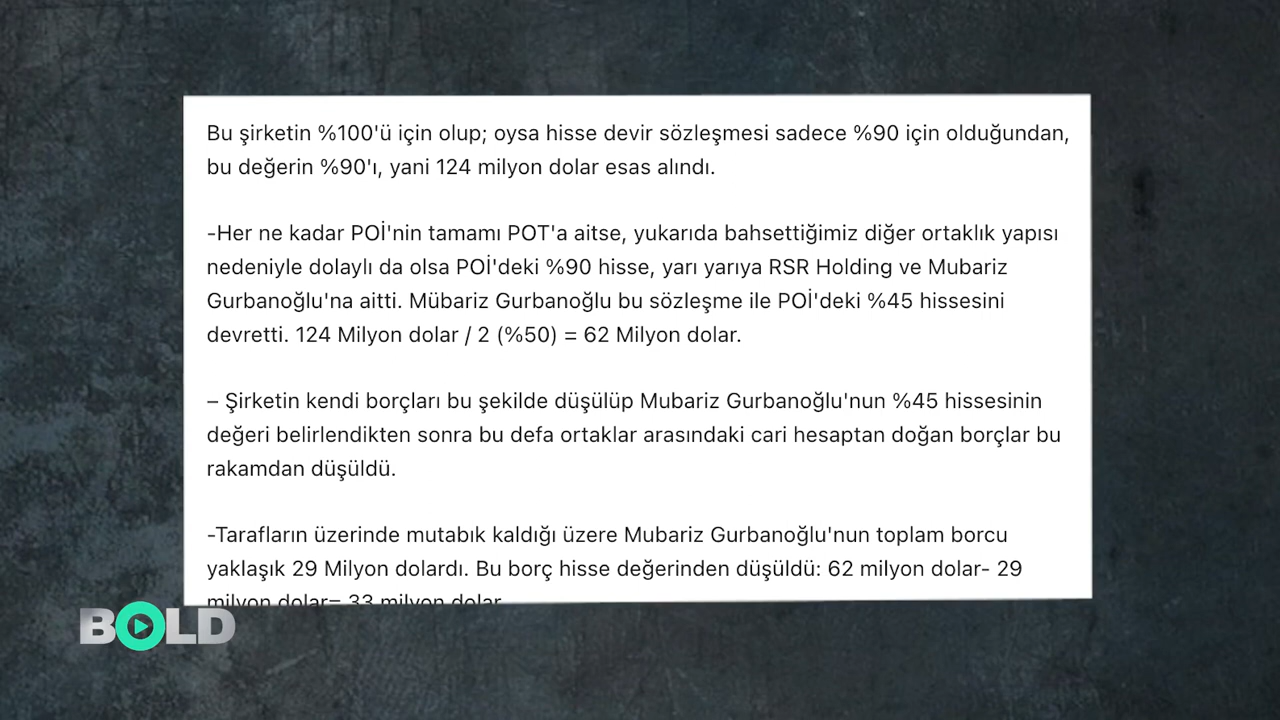 Bu şirketin %100'ü için olup; oysa hisse devir sözleşmesi sadece %90 için olduğundan,
bu değerin %90'ı, yani 124 milyon dolar esas alındı.
-Her ne kadar POİ'nin tamamı POT'a aitse, yukarıda bahsettiğimiz diğer ortaklık yapısı
nedeniyle dolaylı da olsa POİ'deki %90 hisse, yarı yarıya RSR Holding ve Mubariz
Gurbanoğlu'na aitti. Mübariz Gurbanoğlu bu sözleşme ile POİ'deki %45 hissesini
devretti. 124 Milyon dolar / 2 (%50) = 62 Milyon dolar.
– Şirketin kendi borçları bu şekilde düşülüp Mubariz Gurbanoğlu'nun %45 hissesinin
değeri belirlendikten sonra bu defa ortaklar arasındaki cari hesaptan doğan borçlar bu
rakamdan düşüldü.
-Tarafların üzerinde mutabık kaldığı üzere Mubariz Gurbanoğlu'nun toplam borcu
yaklaşık 29 Milyon dolardı. Bu borç hisse değerinden düşüldü: 62 milyon dolar- 29
milyon dolar= 33 milyon dolar
BOLD